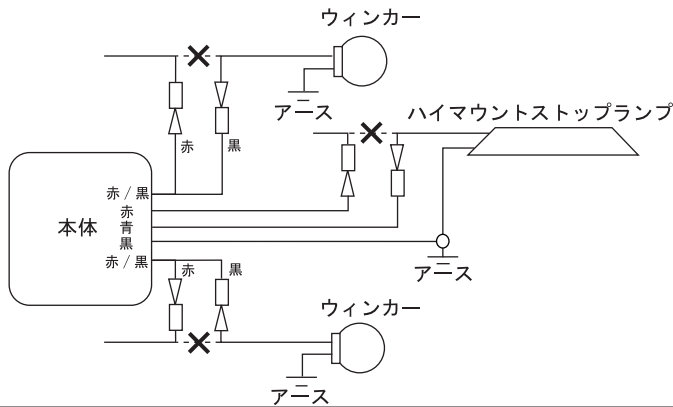 ウィンカー
アース
ハイマウントストップランプ
赤
黒
本体
赤 / 黒
赤
青
黒
赤 / 黒
アース
赤
黒
ウィンカー
アース